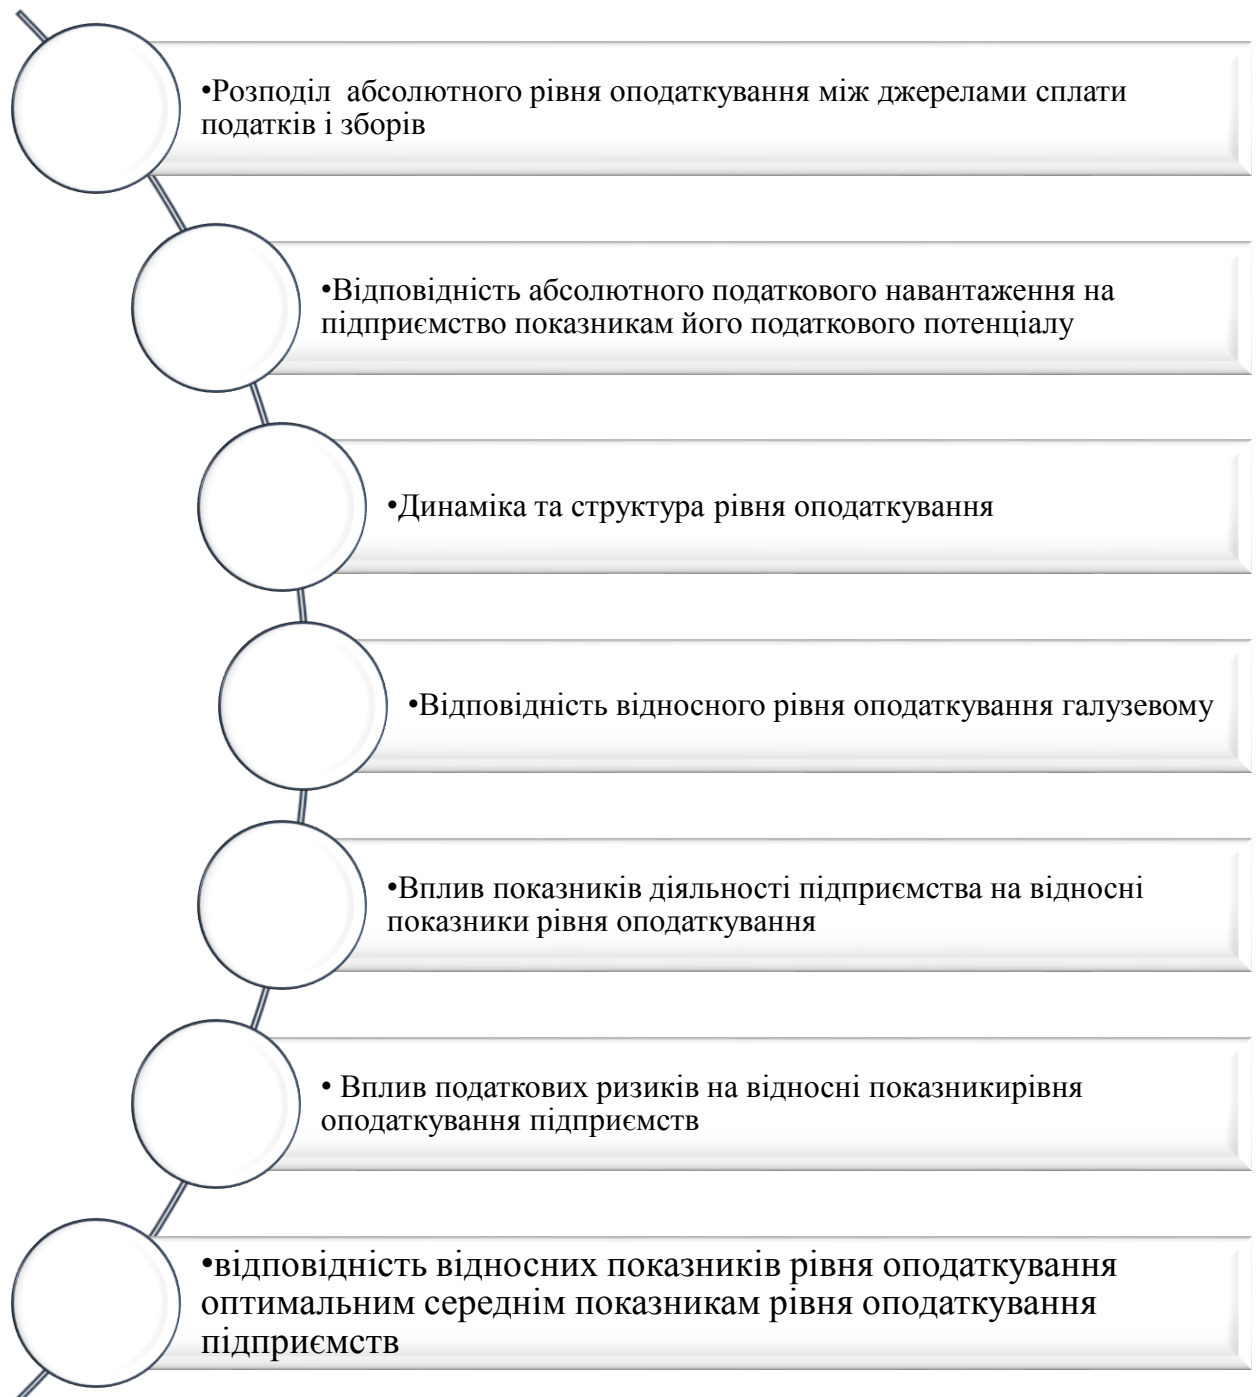 •Розподіл  абсолютного рівня оподаткування між джерелами сплати
податків і зборів
•Відповідність абсолютного податкового навантаження на
підприємство показникам його податкового потенціалу
•Динаміка та структура рівня оподаткування
•Відповідність відносного рівня оподаткування галузевому
•Вплив показників діяльності підприємства на відносні
показники рівня оподаткування
• Вплив податкових ризиків на відносні показникирівня
оподаткування підприємств
•відповідність відносних показників рівня оподаткування
оптимальним середнім показникам рівня оподаткування
підприємств